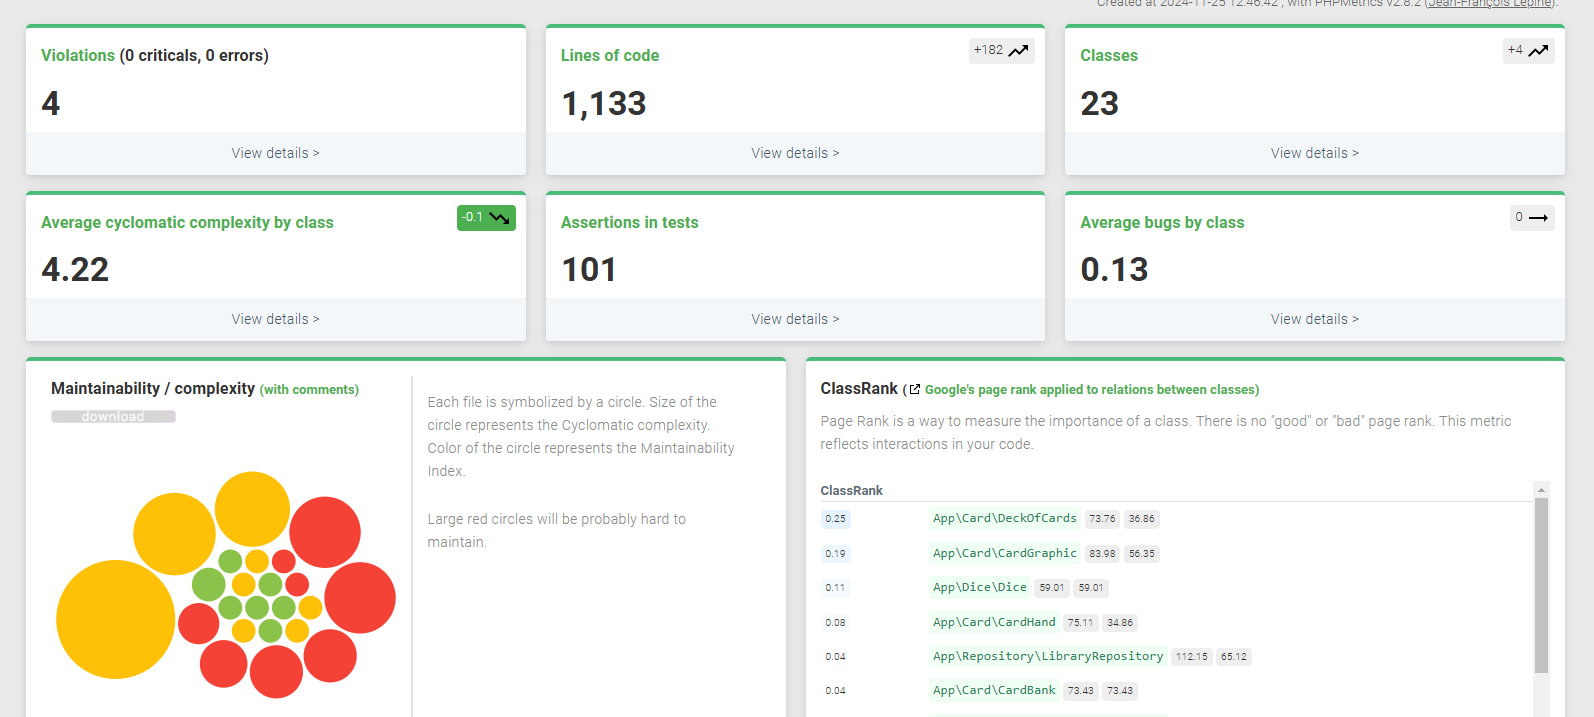 Created at 2024-11-25 12:46:42 , with PHPMetrics v2.8.2 (Jean-François Lépine).
Violations (0 criticals, 0 errors)
4
View details >
Lines of code
+182
1,133
View details >
Classes
+4
23
View details >
Average cyclomatic complexity by class
-0.1
4.22
View details >
Assertions in tests
101
View details >
Average bugs by class
0
0.13
View details >
Maintainability / complexity (with comments)
download
Each file is symbolized by a circle. Size of the
circle represents the Cyclomatic complexity.
Color of the circle represents the Maintainability
Index.
Large red circles will be probably hard to
maintain.
ClassRank ( Google's page rank applied to relations between classes)
Page Rank is a way to measure the importance of a class. There is no "good" or "bad" page rank. This metric
reflects interactions in your code.
ClassRank
0.25 App\Card\DeckOfCards 73.76 36.86
0.19 App\Card\CardGraphic 83.98 56.35
0.11 App\Dice\Dice 59.01 59.01
0.08 App\Card\CardHand 75.11 34.86
0.04 App\Repository\LibraryRepository 112.15 65.12
0.04 App\Card\CardBank 73.43 73.43